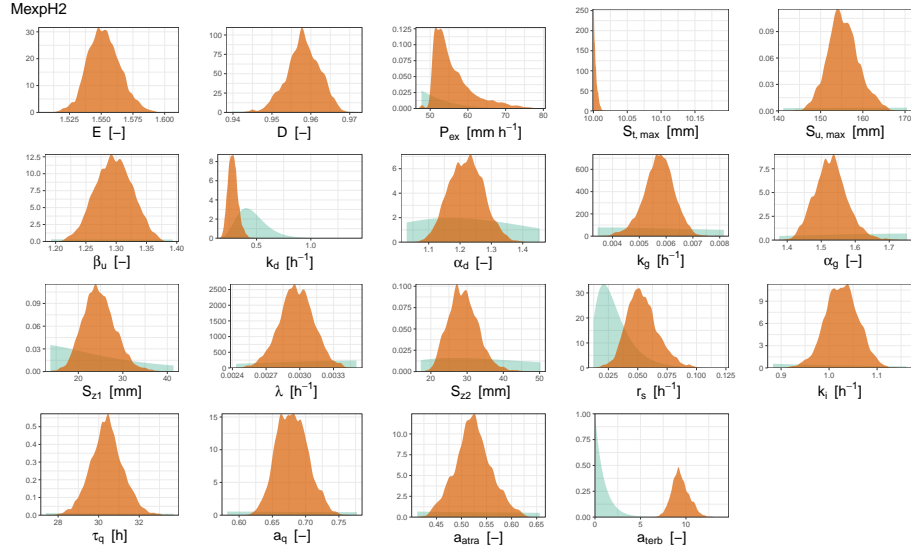 MexpH2
30
20
10
0
1.525 1.550 1.575 1.600
E [−]
100
75
50
25
0
0.94 0.95 0.96 0.97
D [−]
0.125
0.100
0.075
0.050
0.025
0.000
50 60 70 80
P_ex [mm h⁻¹]
200
150
100
50
0
10.00 10.05 10.10 10.15
S_t, max [mm]
0.09
0.06
0.03
0.00
140 150 160 170
S_u, max [mm]
12.5
10.0
7.5
5.0
2.5
0.0
1.20 1.25 1.30 1.35 1.40
β_u [−]
8
6
4
2
0
0.5 1.0
k_d [h⁻¹]
6
4
2
0
1.1 1.2 1.3 1.4
α_d [−]
600
400
200
0
0.004 0.005 0.006 0.007 0.008
k_g [h⁻¹]
8
6
4
2
0
1.4 1.5 1.6 1.7
α_g [−]
0.09
0.06
0.03
0.00
20 30 40
S_z1 [mm]
2500
2000
1500
1000
500
0
0.0024 0.0027 0.0030 0.0033
λ [h⁻¹]
0.100
0.075
0.050
0.025
0.000
20 30 40 50
S_z2 [mm]
30
20
10
0
0.025 0.050 0.075 0.100 0.125
r_s [h⁻¹]
9
6
3
0
0.9 1.0 1.1
k_i [h⁻¹]
0.5
0.4
0.3
0.2
0.1
0.0
28 30 32
τ_q [h]
15
10
5
0
0.60 0.65 0.70 0.75
a_q [−]
10.0
7.5
5.0
2.5
0.0
0.45 0.50 0.55 0.60 0.65
a_atra [−]
1.00
0.75
0.50
0.25
0.00
0 5 10
a_terb [−]